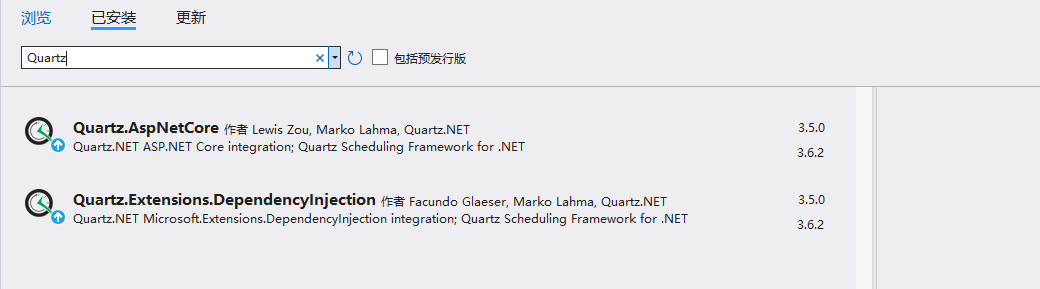 浏览 已安装 更新
Quartz 包括预发行版
Quartz.AspNetCore 作者 Lewis Zou, Marko Lahma, Quartz.NET 3.5.0
Quartz.NET ASP.NET Core integration; Quartz Scheduling Framework for .NET 3.6.2
Quartz.Extensions.DependencyInjection 作者 Facundo Glaeser, Marko Lahma, Quartz.NET 3.5.0
Quartz.NET Microsoft.Extensions.DependencyInjection integration; Quartz Scheduling Framework for .NET 3.6.2